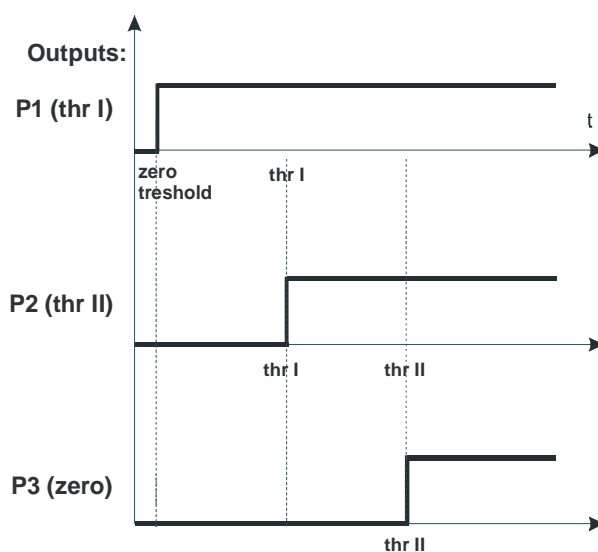 Outputs:
P1 (thr I)
t
zero
treshold
thr I
P2 (thr II)
thr I
thr II
P3 (zero)
thr II